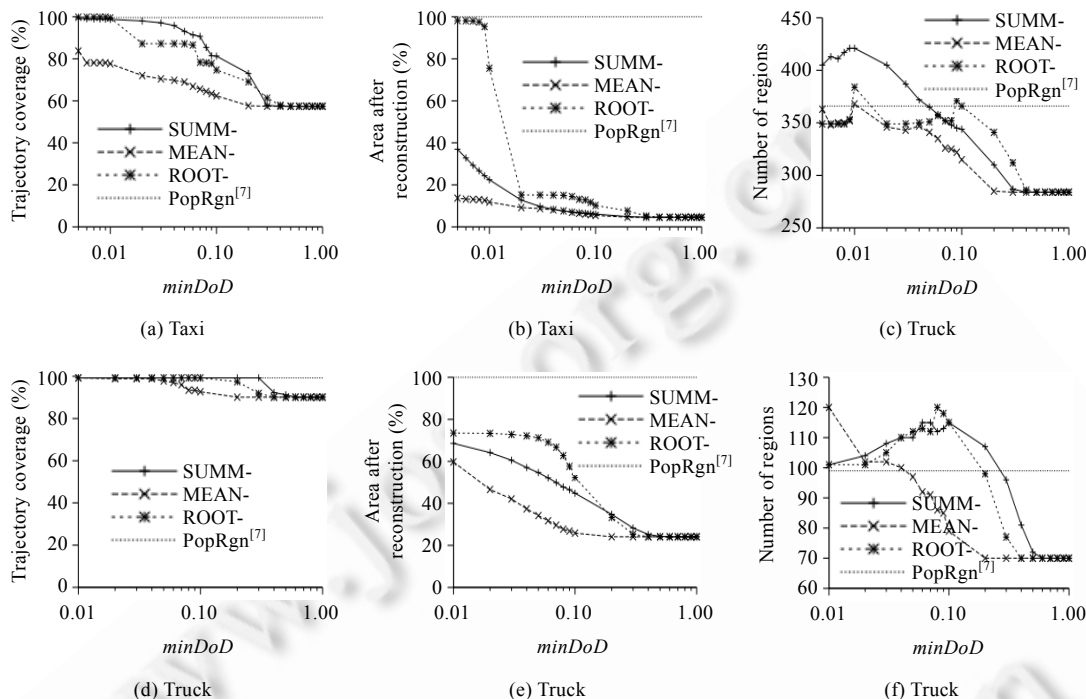 Trajectory coverage (%)
100
80
60
40
20
0
SUMM-
MEAN-
ROOT-
PopRgn[7]
0.01 0.10 1.00
minDoD
(a) Taxi
Area after
reconstruction (%)
100
80
60
40
20
0
SUMM-
MEAN-
ROOT-
PopRgn[7]
0.01 0.10 1.00
minDoD
(b) Taxi
Number of regions
450
400
350
300
250
SUMM-
MEAN-
ROOT-
PopRgn[7]
0.01 0.10 1.00
minDoD
(c) Truck
Trajectory coverage (%)
100
80
60
40
20
0
SUMM-
MEAN-
ROOT-
PopRgn[7]
0.01 0.10 1.00
minDoD
(d) Truck
Area after
reconstruction (%)
100
80
60
40
20
0
SUMM-
MEAN-
ROOT-
PopRgn[7]
0.01 0.10 1.00
minDoD
(e) Truck
Number of regions
130
120
110
100
90
80
70
60
SUMM-
MEAN-
ROOT-
PopRgn[7]
0.01 0.10 1.00
minDoD
(f) Truck